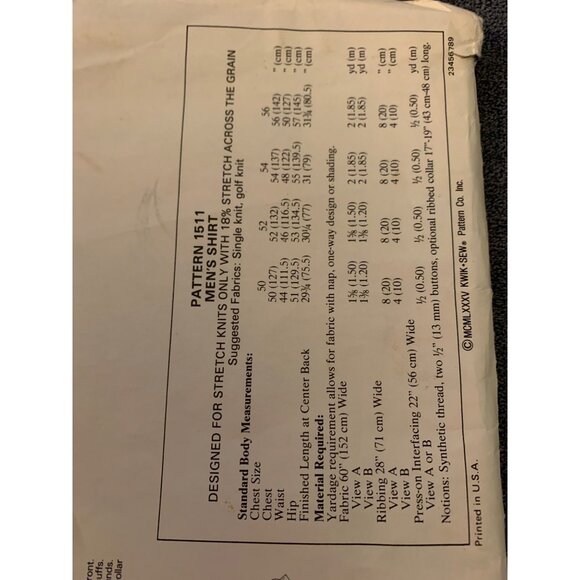 PATTERN 1511
MEN'S SHIRT
DESIGNED FOR STRETCH KNITS ONLY WITH 18% STRETCH ACROSS THE GRAIN
Suggested Fabrics: Single knit, golf knit
Standard Body Measurements:
Chest Size 50 52 54 56
Chest 50 (127) 52 (132) 54 (137) 56 (142) " (cm)
Waist 44 (111.5) 46 (116.5) 48 (122) 50 (127) " (cm)
Hip 51 (129.5) 53 (134.5) 55 (139.5) 57 (145) " (cm)
Finished Length at Center Back 29¾ (75.5) 30¼ (77) 31 (79) 31¾ (80.5) " (cm)
Material Required:
Yardage requirement allows for fabric with nap, one-way design or shading.
Fabric 60" (152 cm) Wide
View A 1⅝ (1.50) 1⅝ (1.50) 2 (1.85) 2 (1.85) yd (m)
View B 1⅜ (1.20) 1⅜ (1.20) 2 (1.85) 2 (1.85) yd (m)
Ribbing 28" (71 cm) Wide
View A 8 (20) 8 (20) 8 (20) 8 (20) " (cm)
View B 4 (10) 4 (10) 4 (10) 4 (10) " (cm)
Press-on Interfacing 22" (56 cm) Wide
View A or B ½ (0.50) ½ (0.50) ½ (0.50) ½ (0.50) yd (m)
Notions: Synthetic thread, two ½" (13 mm) buttons, optional ribbed collar 17"-19" (43 cm-48 cm) long.
© MCMLXXXV KWIK·SEW® Pattern Co. Inc.
Printed in U.S.A.
23456789
ront.
uffs.
nds.
ollar